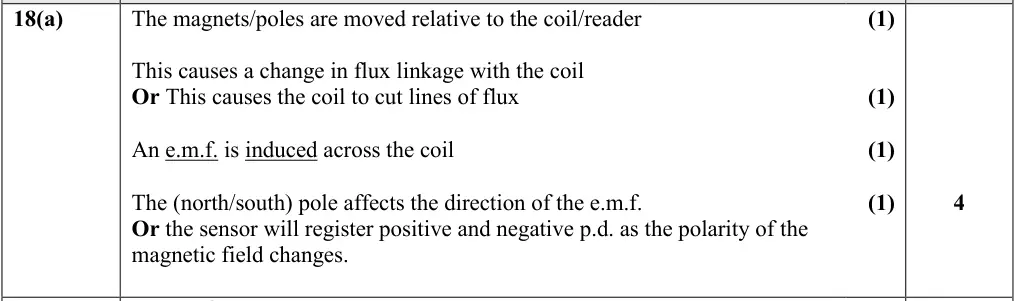 18(a) The magnets/poles are moved relative to the coil/reader (1)
This causes a change in flux linkage with the coil
Or This causes the coil to cut lines of flux (1)
An e.m.f. is induced across the coil (1)
The (north/south) pole affects the direction of the e.m.f. (1) 4
Or the sensor will register positive and negative p.d. as the polarity of the
magnetic field changes.